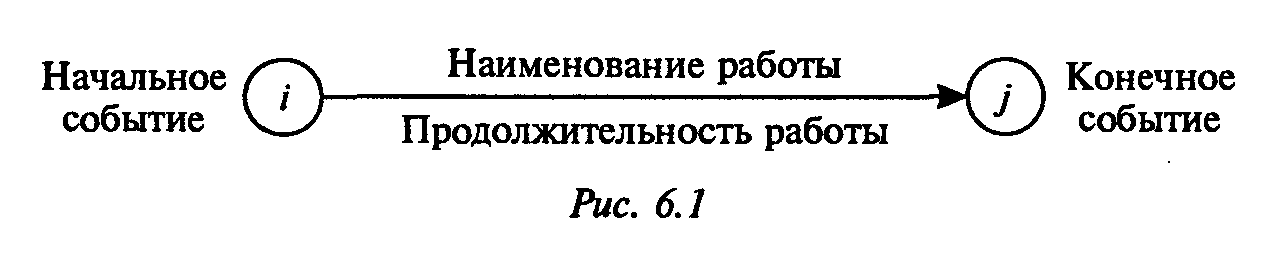 Начальное событие
i
Наименование работы
Продолжительность работы
j
Конечное событие
Рис. 6.1